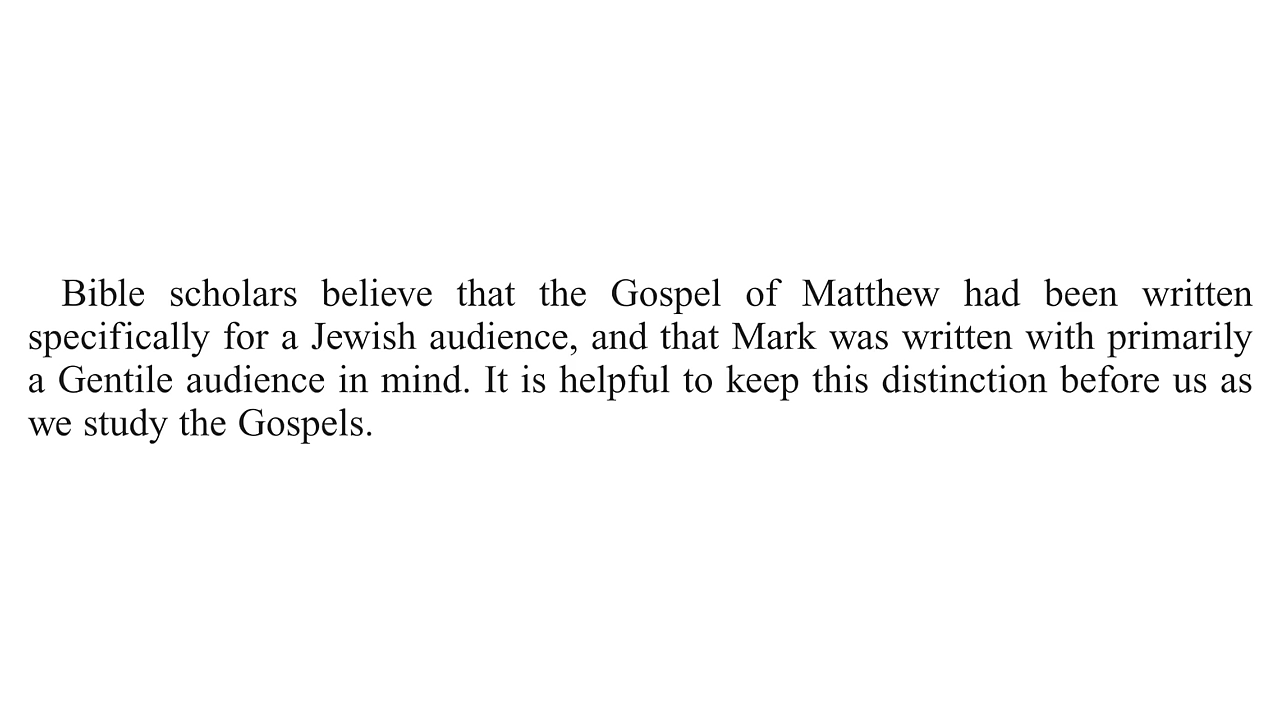 Bible scholars believe that the Gospel of Matthew had been written
specifically for a Jewish audience, and that Mark was written with primarily
a Gentile audience in mind. It is helpful to keep this distinction before us as
we study the Gospels.